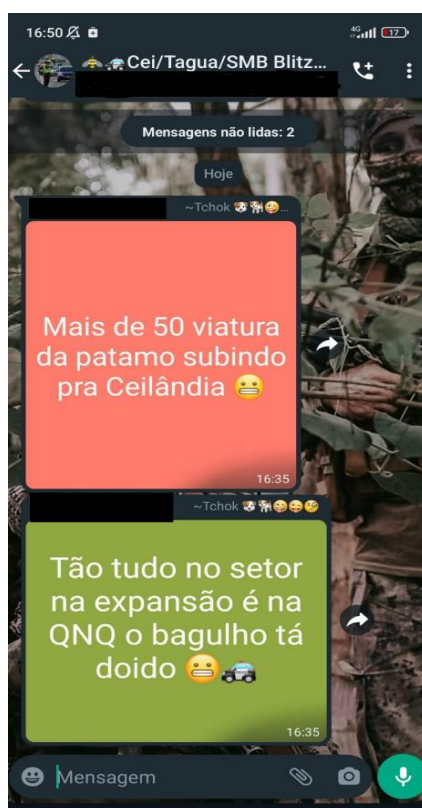 16:50 4G 17
Cei/Tagua/SMB Blitz...
Mensagens não lidas: 2
Hoje
~Tchok 🐮🐄🤪...
Mais de 50 viatura
da patamo subindo
pra Ceilândia 😬
16:35
~Tchok 🐮🐄🤪😜🧐
Tão tudo no setor
na expansão é na
QNQ o bagulho tá
doido 😬🚓
16:35
Mensagem